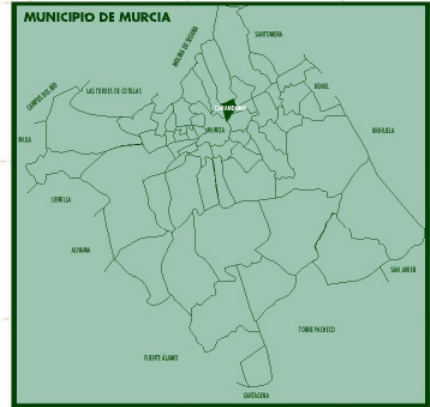 MUNICIPIO DE MURCIA
MOLINA DE SEGURA
SANTOMERA
CAMPOS DEL RÍO
LAS TORRES DE COTILLAS
BENIEL
ORIHUELA
MURCIA
MULA
LIBRILLA
ALHAMA
SAN JAVIER
TORRE PACHECO
FUENTE ÁLAMO
CARTAGENA